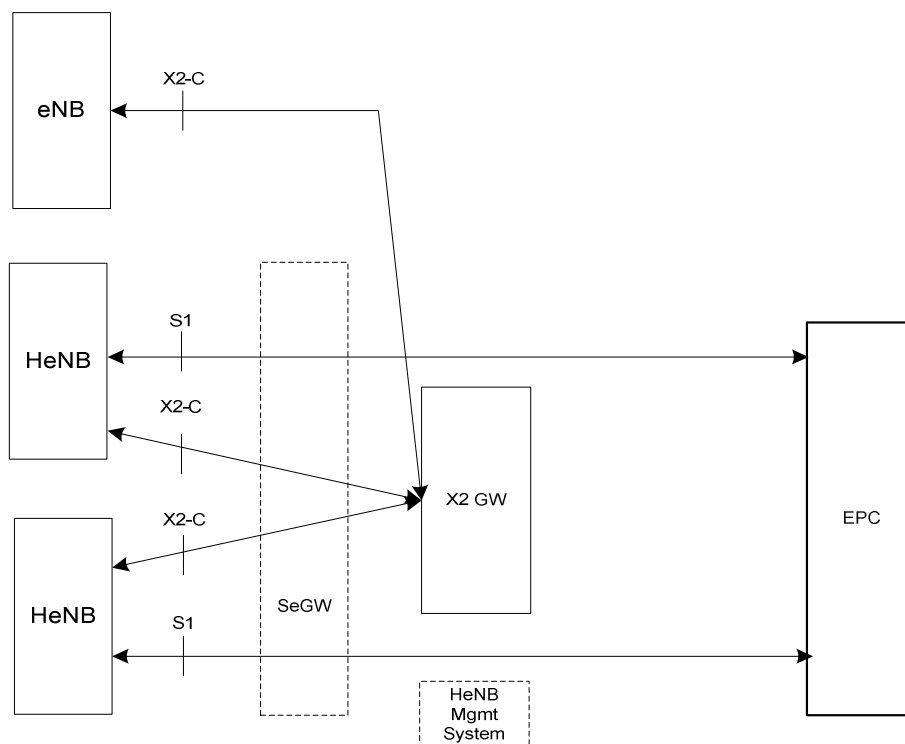 X2-C
eNB
S1
HeNB
X2-C
X2 GW
EPC
X2-C
SeGW
HeNB
S1
HeNB
Mgmt
System